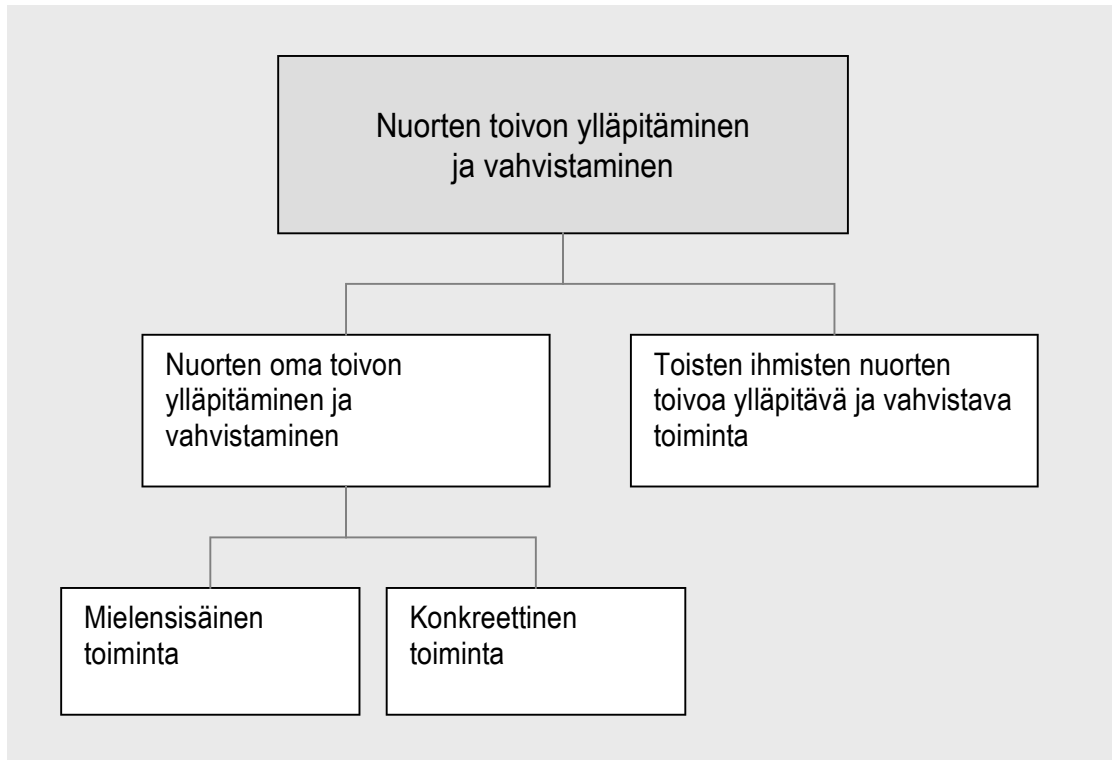 Nuorten toivon ylläpitäminen
ja vahvistaminen
Nuorten oma toivon
ylläpitäminen ja
vahvistaminen
Toisten ihmisten nuorten
toivoa ylläpitävä ja vahvistava
toiminta
Mielensisäinen
toiminta
Konkreettinen
toiminta